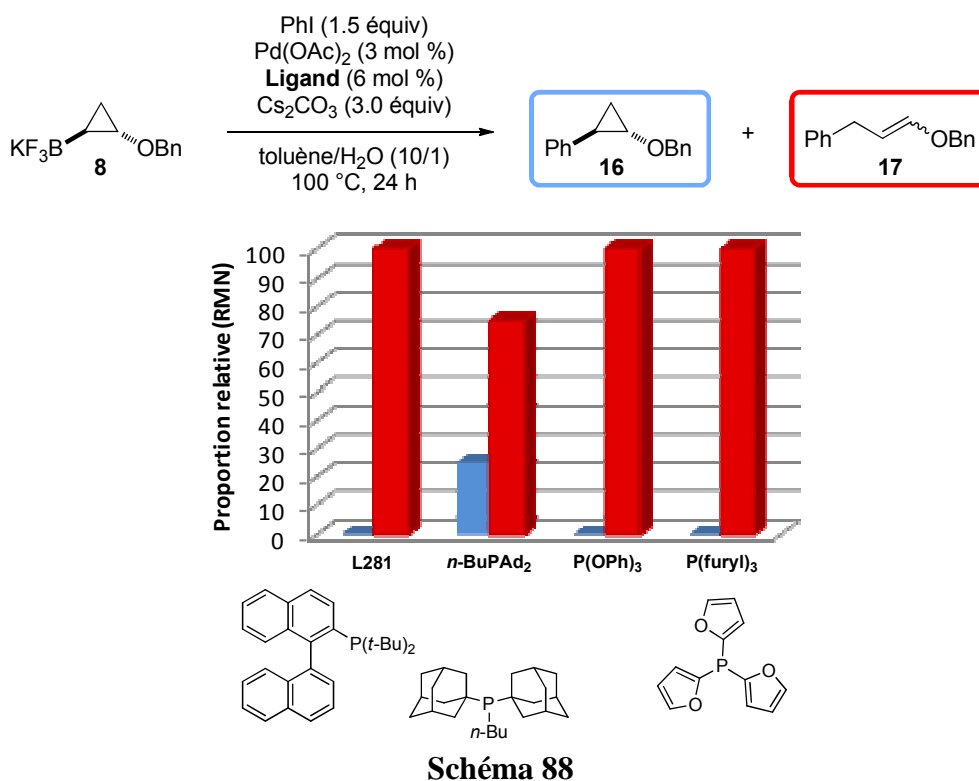 PhI (1.5 équiv)
Pd(OAc)2 (3 mol %)
Ligand (6 mol %)
Cs2CO3 (3.0 équiv)
toluène/H2O (10/1)
100 °C, 24 h
KF3B
8
OBn
Ph
16
OBn
+
Ph
17
OBn
Proportion relative (RMN)
100
90
80
70
60
50
40
30
20
10
0
L281
n-BuPAd2
P(OPh)3
P(furyl)3
P(t-Bu)2
P
n-Bu
O
P
O
O
Schéma 88